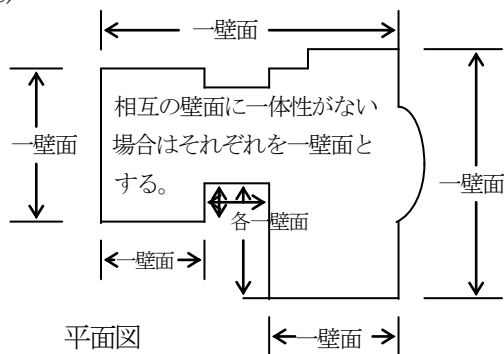 一壁面
相互の壁面に一体性がない
場合はそれぞれを一壁面と
する。
一壁面
一壁面
各一壁面
一壁面
平面図
一壁面